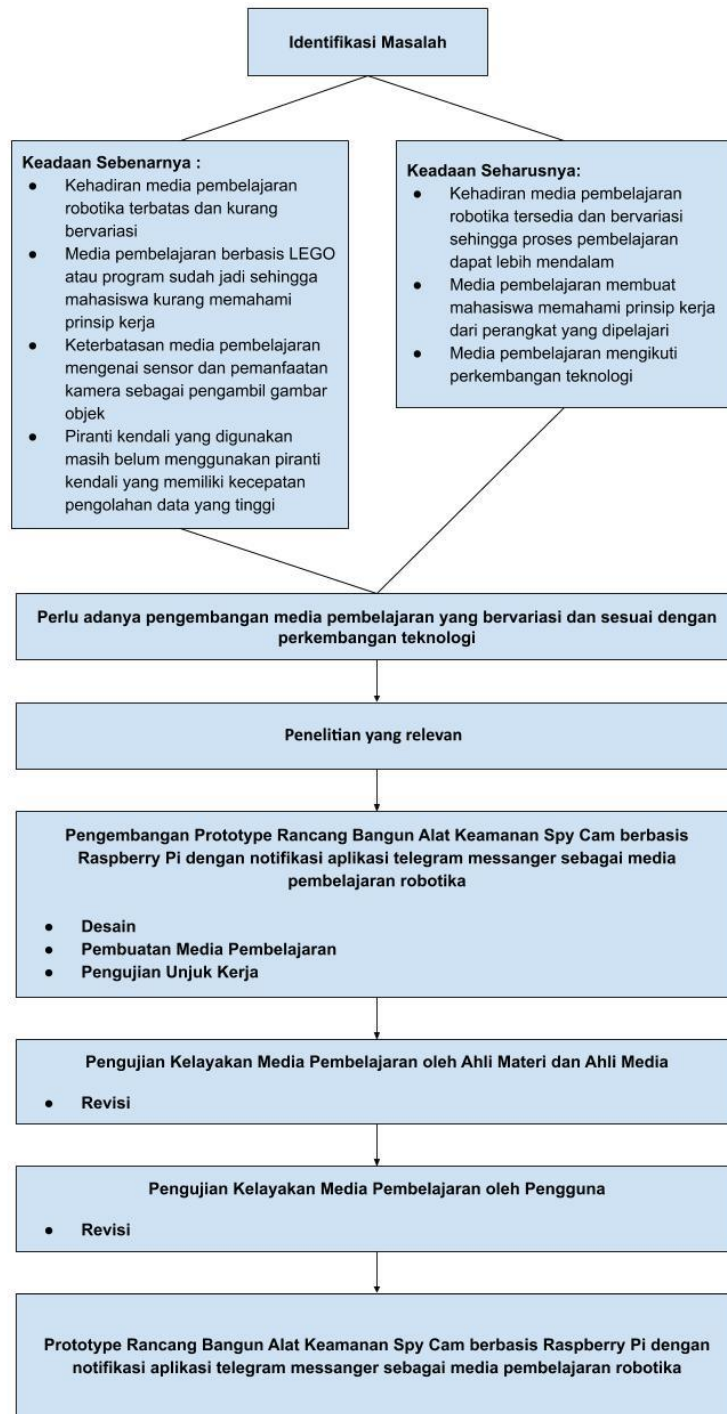 Identifikasi Masalah
Keadaan Sebenarnya :
● Kehadiran media pembelajaran
robotika terbatas dan kurang
bervariasi
● Media pembelajaran berbasis LEGO
atau program sudah jadi sehingga
mahasiswa kurang memahami
prinsip kerja
● Keterbatasan media pembelajaran
mengenai sensor dan pemanfaatan
kamera sebagai pengambil gambar
objek
● Piranti kendali yang digunakan
masih belum menggunakan piranti
kendali yang memiliki kecepatan
pengolahan data yang tinggi
Keadaan Seharusnya:
● Kehadiran media pembelajaran
robotika tersedia dan bervariasi
sehingga proses pembelajaran
dapat lebih mendalam
● Media pembelajaran membuat
mahasiswa memahami prinsip kerja
dari perangkat yang dipelajari
● Media pembelajaran mengikuti
perkembangan teknologi
Perlu adanya pengembangan media pembelajaran yang bervariasi dan sesuai dengan
perkembangan teknologi
Penelitian yang relevan
Pengembangan Prototype Rancang Bangun Alat Keamanan Spy Cam berbasis
Raspberry Pi dengan notifikasi aplikasi telegram messanger sebagai media
pembelajaran robotika
● Desain
● Pembuatan Media Pembelajaran
● Pengujian Unjuk Kerja
Pengujian Kelayakan Media Pembelajaran oleh Ahli Materi dan Ahli Media
● Revisi
Pengujian Kelayakan Media Pembelajaran oleh Pengguna
● Revisi
Prototype Rancang Bangun Alat Keamanan Spy Cam berbasis Raspberry Pi dengan
notifikasi aplikasi telegram messanger sebagai media pembelajaran robotika